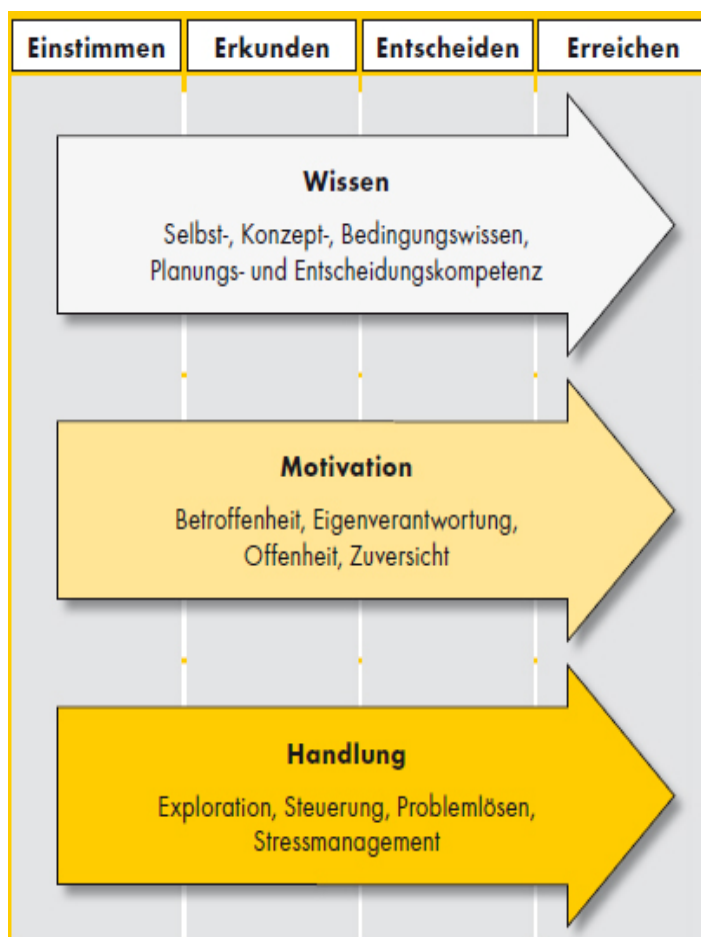 Einstimmen Erkunden Entscheiden Erreichen
Wissen
Selbst-, Konzept-, Bedingungswissen,
Planungs- und Entscheidungskompetenz
Motivation
Betroffenheit, Eigenverantwortung,
Offenheit, Zuversicht
Handlung
Exploration, Steuerung, Problemlösen,
Stressmanagement